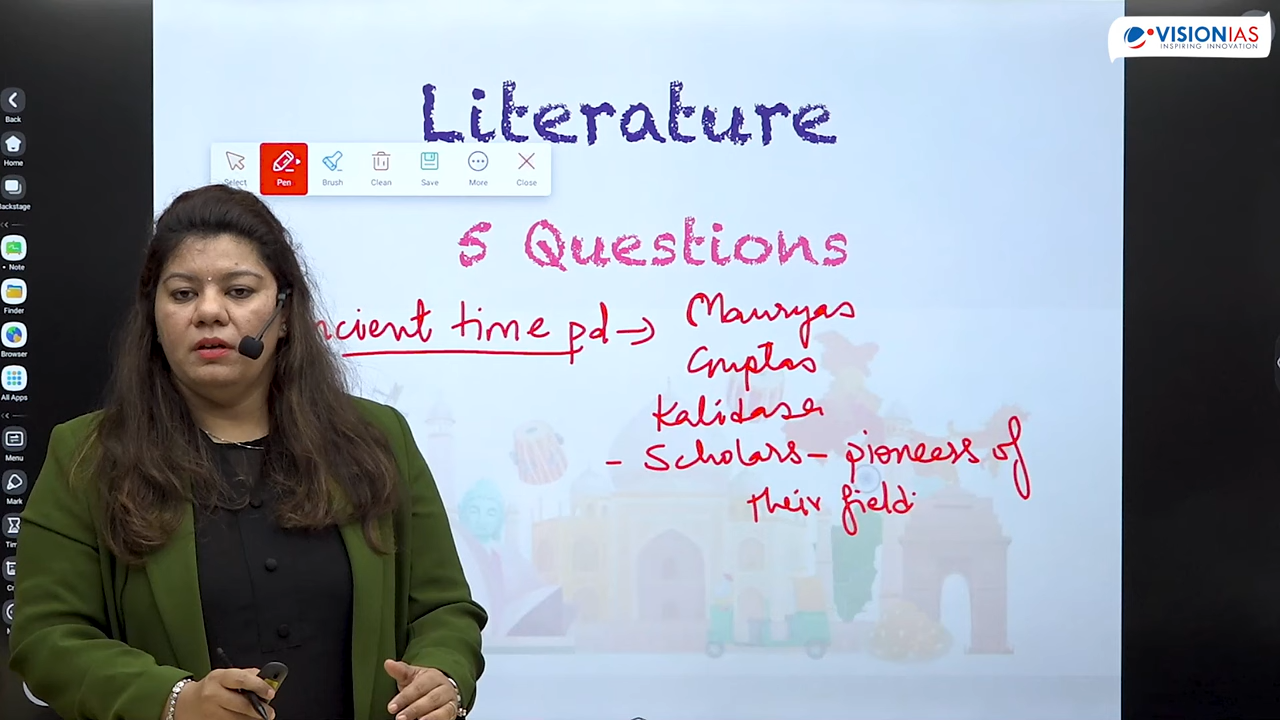 VISIONIAS
INSPIRING INNOVATION
Literature
Back
Select
Pen
Brush
Clean
Save
More
Close
Home
Backstage
5 Questions
Note
Finder
Browser
All Apps
ncient time pd → Mauryas
Guptas
Kalidasa
- Scholars - pioneers of
their field
Menu
Mark